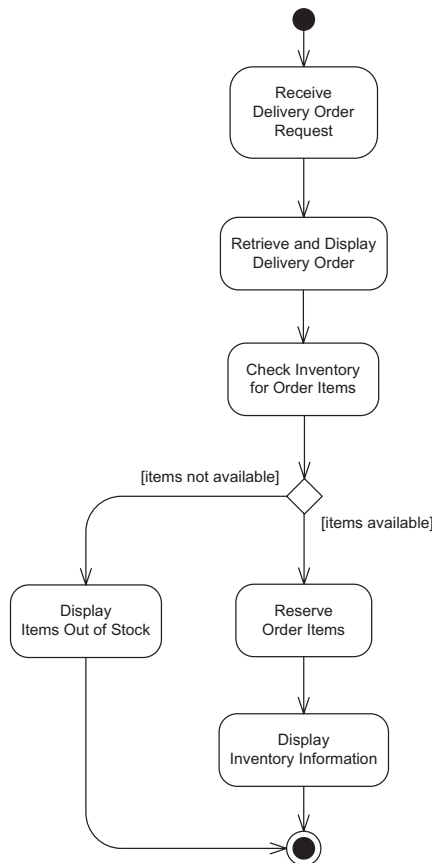 Receive
Delivery Order
Request
Retrieve and Display
Delivery Order
Check Inventory
for Order Items
[items not available]
[items available]
Display
Items Out of Stock
Reserve
Order Items
Display
Inventory Information